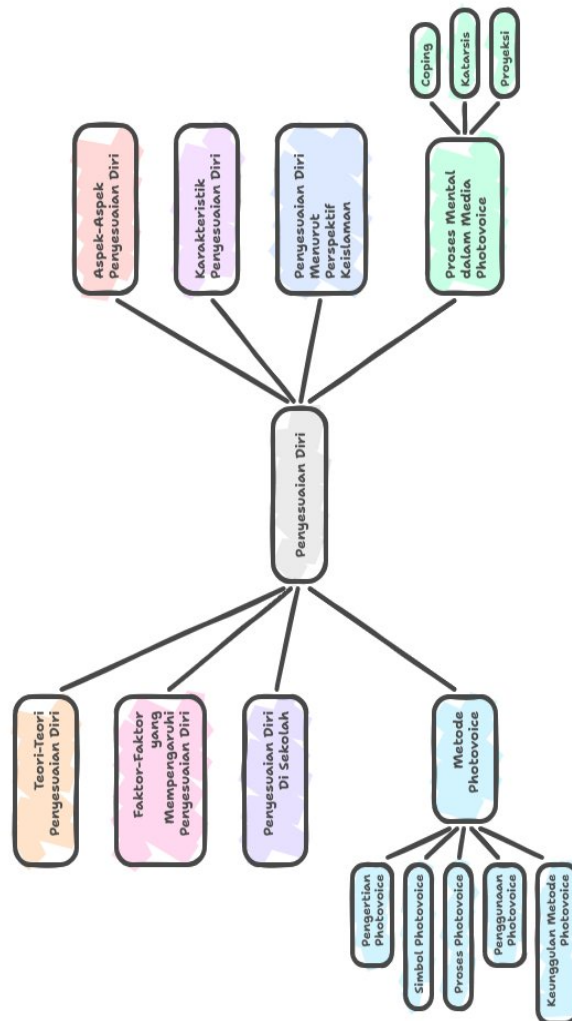 Penyesuaian Diri
Teori-Teori
Penyesuaian Diri
Faktor-Faktor
yang
Mempengaruhi
Penyesuaian Diri
Penyesuaian Diri
Di Sekolah
Metode
Photovoice
Pengertian
Photovoice
Simbol Photovoice
Proses Photovoice
Penggunaan
Photovoice
Keunggulan Metode
Photovoice
Aspek-Aspek
Penyesuaian Diri
Karakteristik
Penyesuaian Diri
Penyesuaian Diri
Menurut
Perspektif
Keislaman
Proses Mental
dalam Media
Photovoice
Coping
Katarsis
Proyeksi